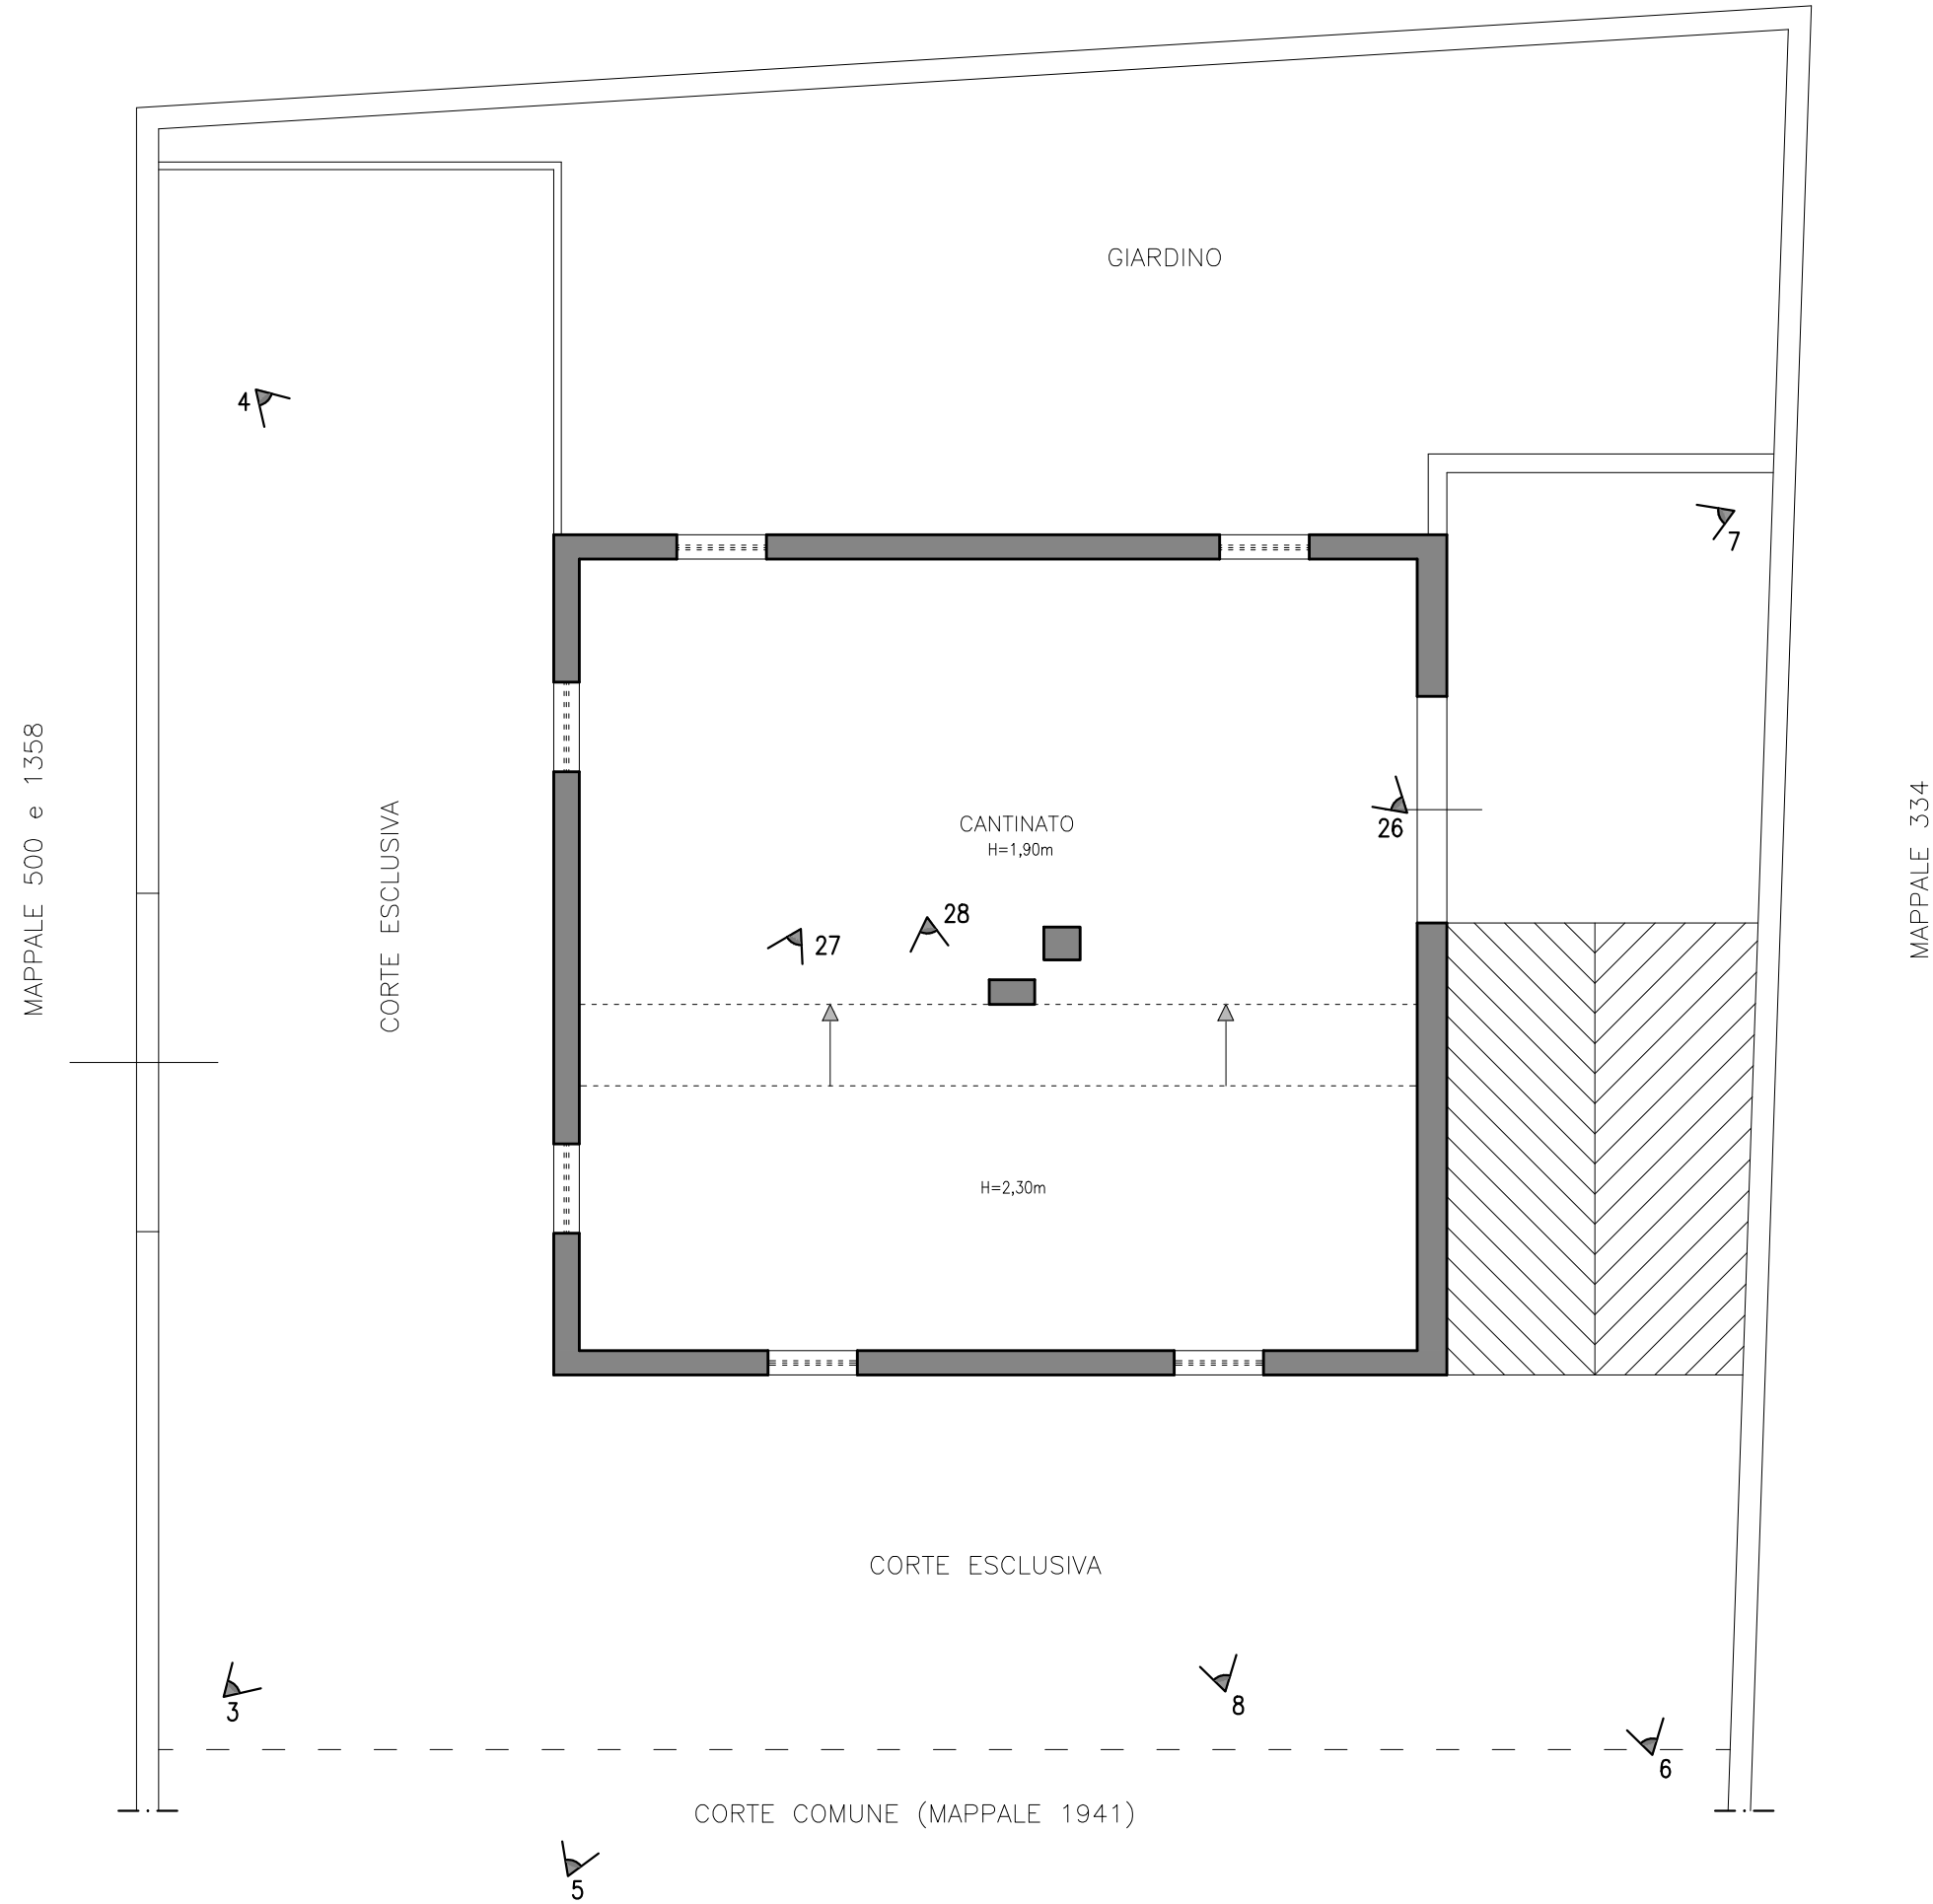 GIARDINO
4
7
MAPPALE 500 e 1358
CORTE ESCLUSIVA
CANTINATO
H=1,90m
26
MAPPALE 334
28
27
H=2,30m
CORTE ESCLUSIVA
3
8
6
CORTE COMUNE (MAPPALE 1941)
5